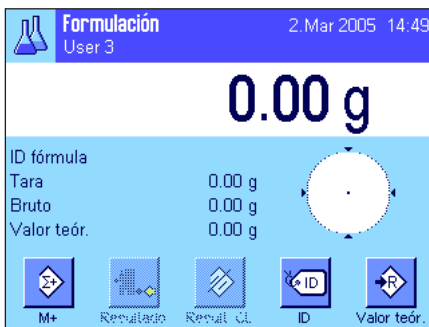 Formulación 2.Mar 2005 14:49
User 3
0.00 g
ID fórmula
Tara 0.00 g
Bruto 0.00 g
Valor teór. 0.00 g
Σ+ ID R
M+ Resultado Result. CL ID Valor teór.